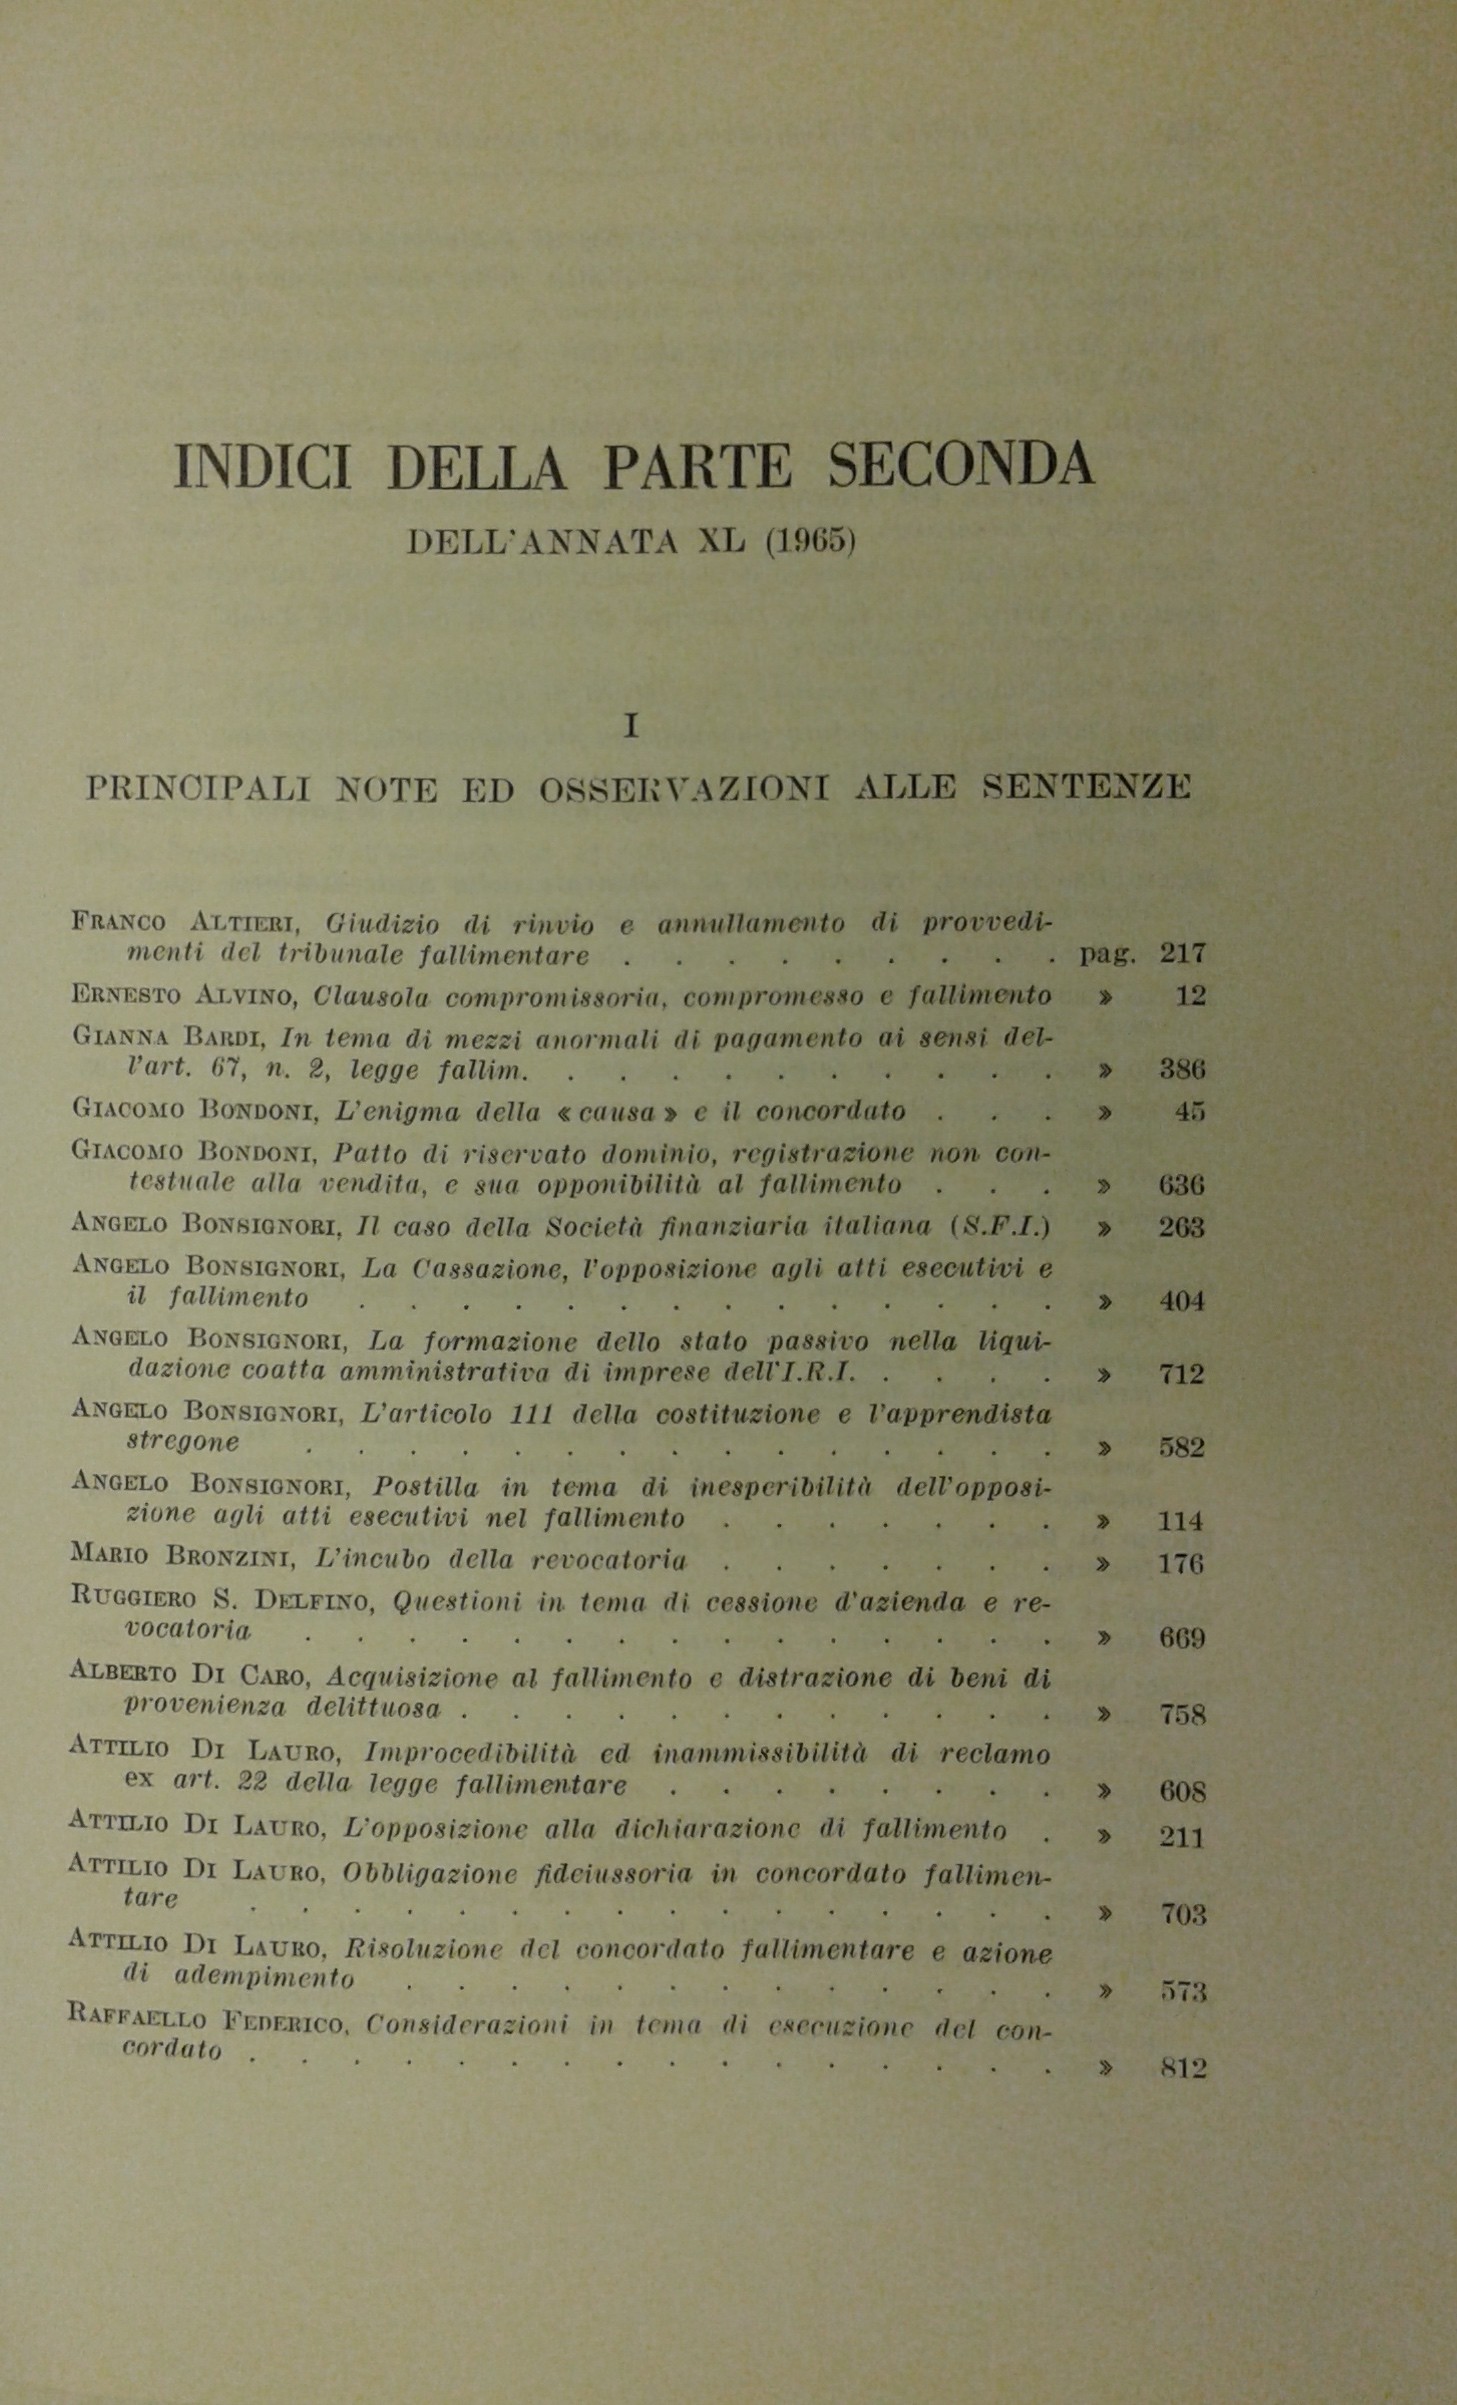 INDICI DELLA PARTE SECONDA
DELL'ANNATA XL (1965)
I
PRINCIPALI NOTE ED OSSERVAZIONI ALLE SENTENZE
FRANCO ALTIERI, Giudizio di rinvio e annullamento di provvedi-
menti del tribunale fallimentare . . . . . . . . . pag. 217
ERNESTO ALVINO, Clausola compromissoria, compromesso e fallimento » 12
GIANNA BARDI, In tema di mezzi anormali di pagamento ai sensi del-
l'art. 67, n. 2, legge fallim. . . . . . . . . . . » 386
GIACOMO BONDONI, L'enigma della « causa » e il concordato . . . » 45
GIACOMO BONDONI, Patto di riservato dominio, registrazione non con-
testuale alla vendita, e sua opponibilità al fallimento . . . » 636
ANGELO BONSIGNORI, Il caso della Società finanziaria italiana (S.F.I.) » 263
ANGELO BONSIGNORI, La Cassazione, l'opposizione agli atti esecutivi e
il fallimento . . . . . . . . . . . . . . » 404
ANGELO BONSIGNORI, La formazione dello stato passivo nella liqui-
dazione coatta amministrativa di imprese dell'I.R.I. . . . . » 712
ANGELO BONSIGNORI, L'articolo 111 della costituzione e l'apprendista
stregone . . . . . . . . . . . . . . . » 582
ANGELO BONSIGNORI, Postilla in tema di inesperibilità dell'opposi-
zione agli atti esecutivi nel fallimento . . . . . . . » 114
MARIO BRONZINI, L'incubo della revocatoria . . . . . . . » 176
RUGGIERO S. DELFINO, Questioni in tema di cessione d'azienda e re-
vocatoria . . . . . . . . . . . . . . . » 669
ALBERTO DI CARO, Acquisizione al fallimento e distrazione di beni di
provenienza delittuosa . . . . . . . . . . . . » 758
ATTILIO DI LAURO, Improcedibilità ed inammissibilità di reclamo
ex art. 22 della legge fallimentare . . . . . . . . » 608
ATTILIO DI LAURO, L'opposizione alla dichiarazione di fallimento . » 211
ATTILIO DI LAURO, Obbligazione fideiussoria in concordato fallimen-
tare . . . . . . . . . . . . . . . . » 703
ATTILIO DI LAURO, Risoluzione del concordato fallimentare e azione
di adempimento . . . . . . . . . . . . . » 573
RAFFAELLO FEDERICO, Considerazioni in tema di esecuzione del con-
cordato . . . . . . . . . . . . . . . . » 812